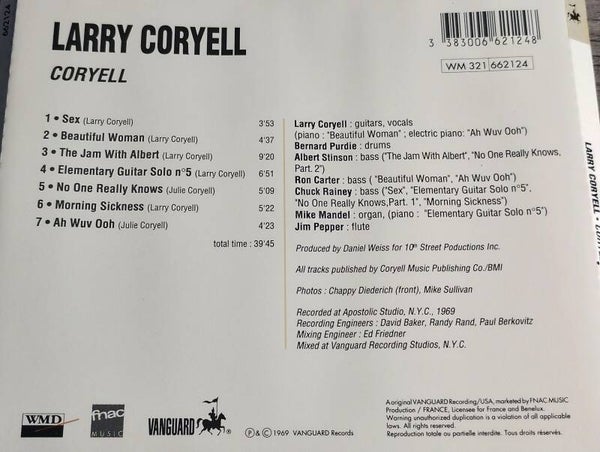 662124
LARRY CORYELL
CORYELL
3 383006 621248
WM 321 662124
1 • Sex (Larry Coryell) 3'53
2 • Beautiful Woman (Larry Coryell) 4'37
3 • The Jam With Albert (Larry Coryell) 9'20
4 • Elementary Guitar Solo n°5 (Larry Coryell) 6'51
5 • No One Really Knows (Julie Coryell) 5'09
6 • Morning Sickness (Larry Coryell) 5'22
7 • Ah Wuv Ooh (Julie Coryell) 4'23
total time : 39'45
Larry Coryell : guitars, vocals
(piano : "Beautiful Woman" ; electric piano: "Ah Wuv Ooh)
Bernard Purdie : drums
Albert Stinson : bass ("The Jam With Albert", "No One Really Knows,
Part. 2")
Ron Carter : bass ( "Beautiful Woman", "Ah Wuv Ooh")
Chuck Rainey : bass ("Sex", "Elementary Guitar Solo n°5",
"No One Really Knows,Part. 1", "Morning Sickness")
Mike Mandel : organ, (piano : "Elementary Guitar Solo n°5")
Jim Pepper : flute
Produced by Daniel Weiss for 10th Street Poductions Inc.
All tracks published by Coryell Music Publishing Co./BMI
Photos : Chappy Diederich (front), Mike Sullivan
Recorded at Apostolic Studio, N.Y.C., 1969
Recording Engineers : David Baker, Randy Rand, Paul Berkovitz
Mixing Engineer : Ed Friedner
Mixed at Vanguard Recording Studios, N.Y.C.
WMD
fnac
MUSIC
VANGUARD ®
℗ & © 1969 VANGUARD Records
A original VANGUARD Recording/USA, marketed by FNAC MUSIC
Production / FRANCE, Licensee for France and Benelux.
Warning unauthorized duplication is a violation of all applicable
laws.
Reproduction totale ou partielle interdite. Tous droits réservés.
LARRY CORYELL